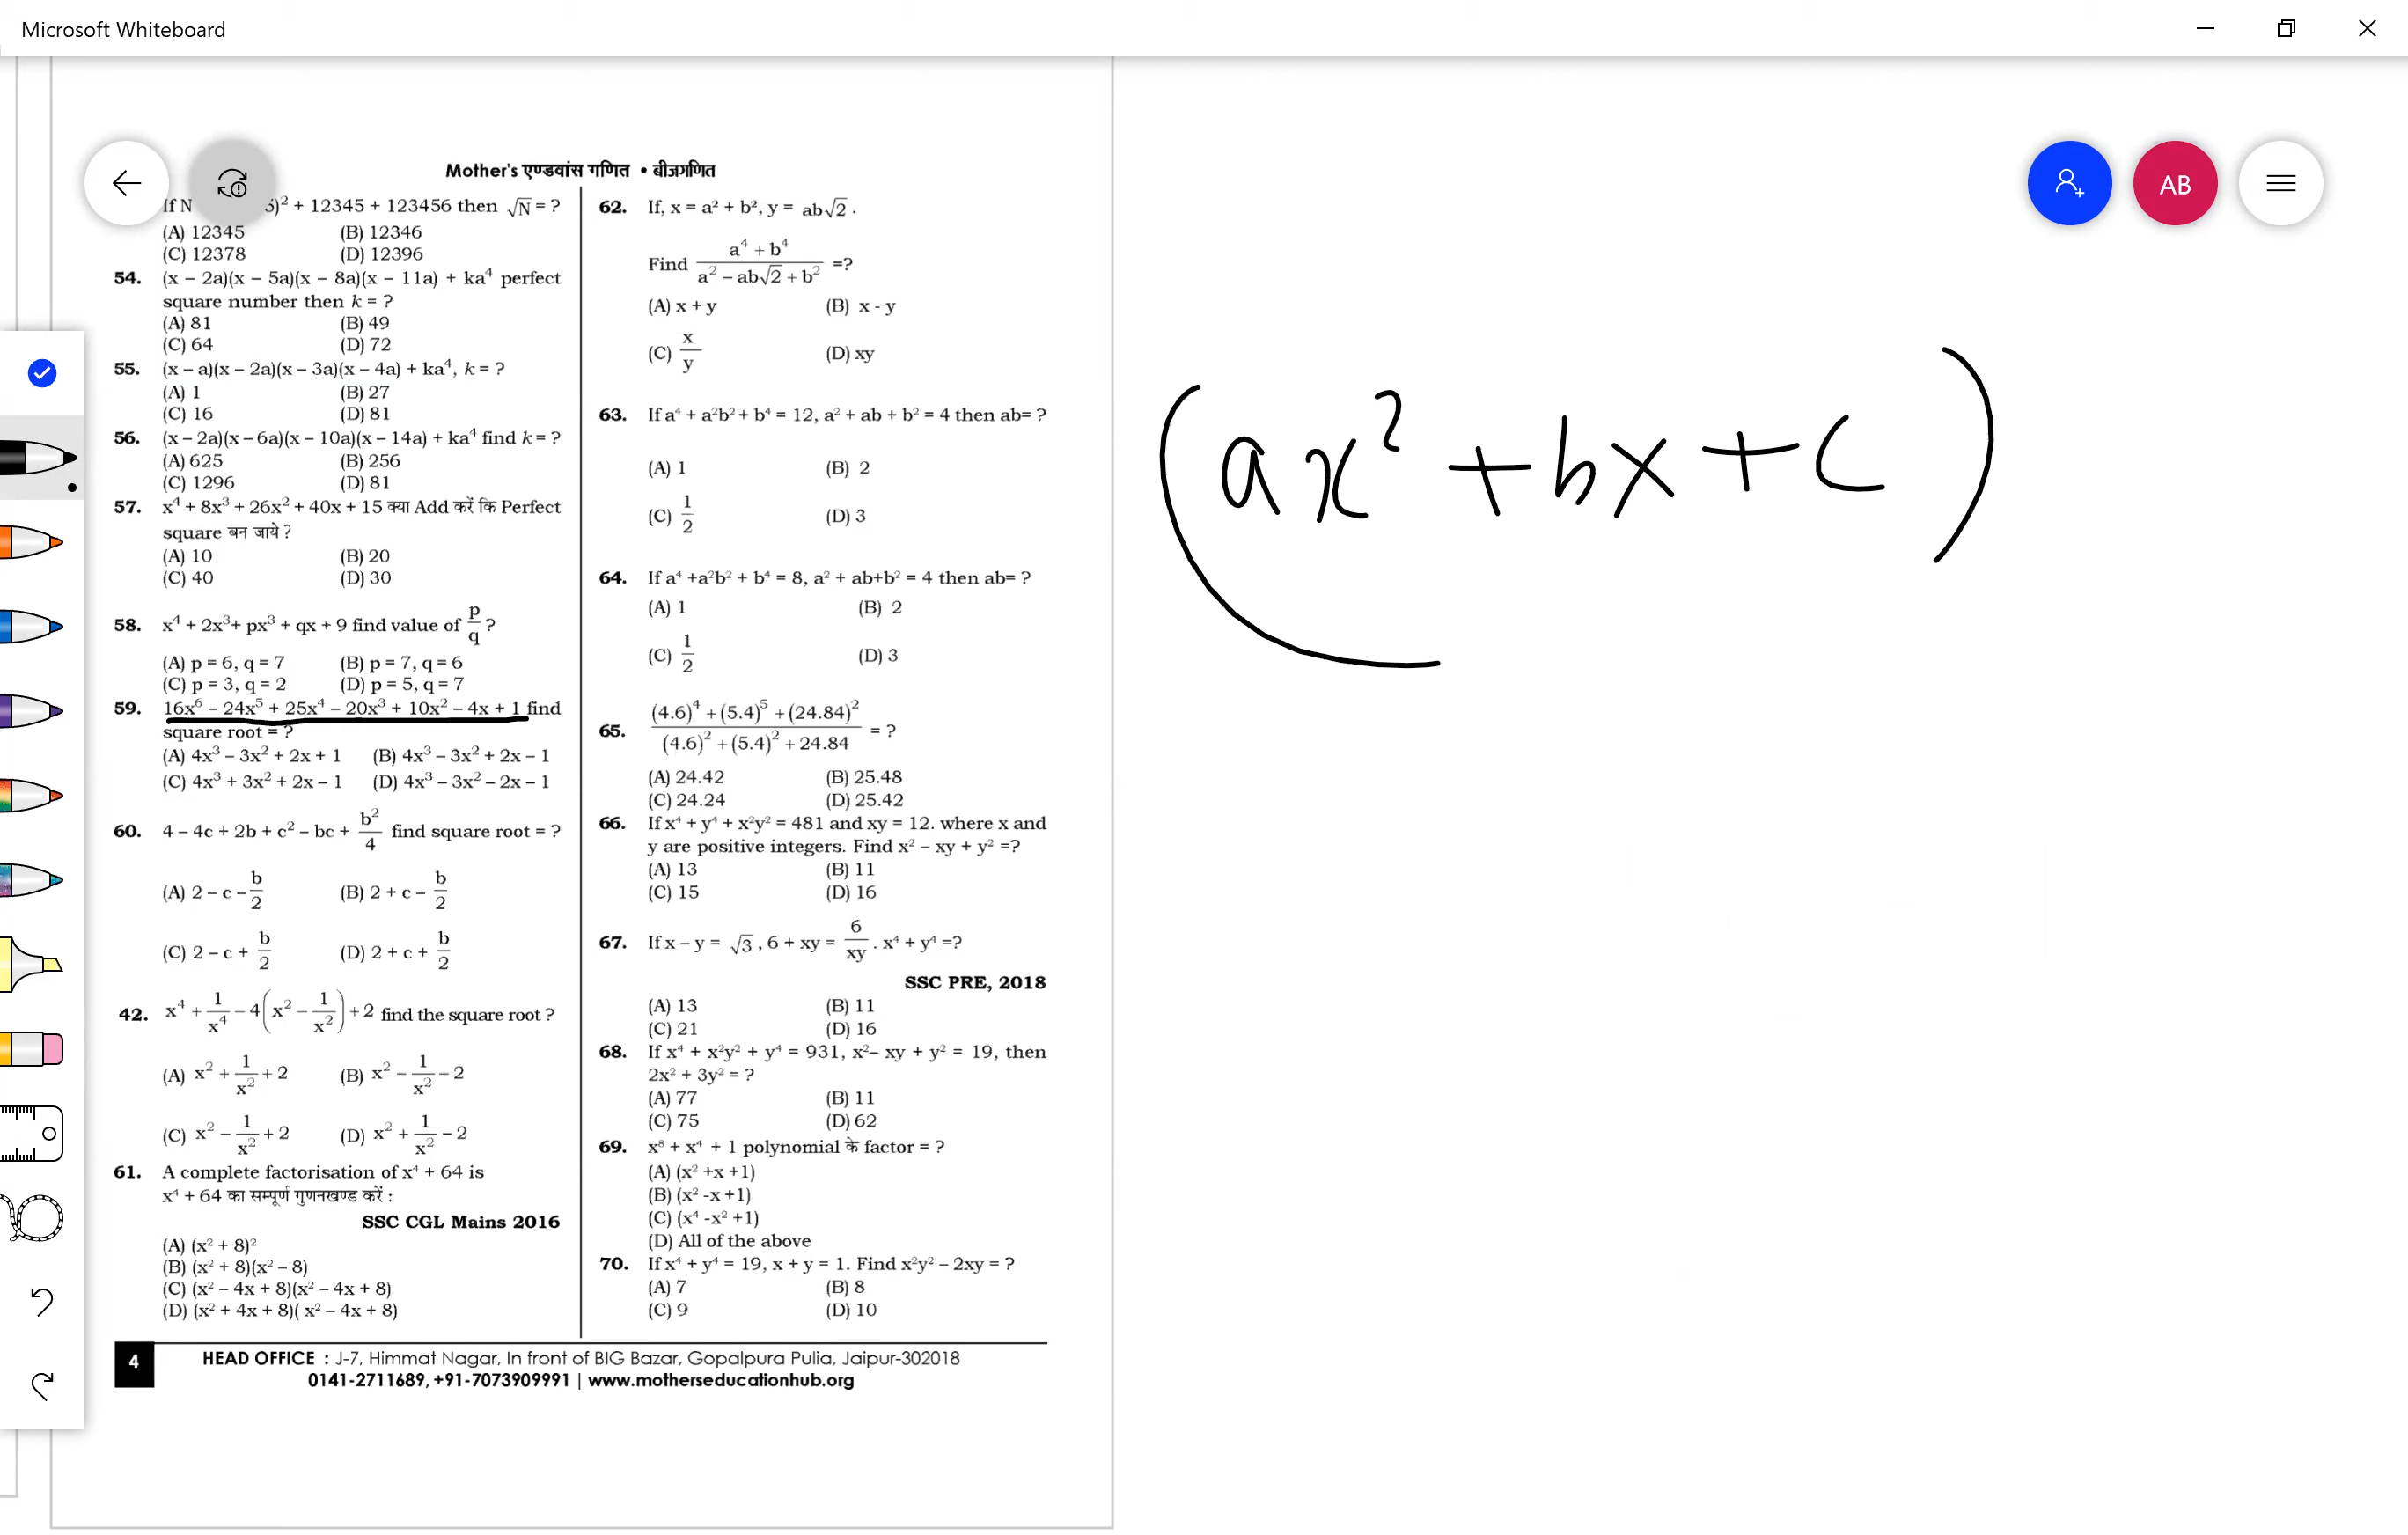 Microsoft Whiteboard
AB
Mother's एण्डवांस गणित • बीजगणित
If N 6)² + 12345 + 123456 then √N = ?
(A) 12345 (B) 12346
(C) 12378 (D) 12396
54. (x – 2a)(x – 5a)(x – 8a)(x – 11a) + ka⁴ perfect
square number then k = ?
(A) 81 (B) 49
(C) 64 (D) 72
55. (x – a)(x – 2a)(x – 3a)(x – 4a) + ka⁴, k = ?
(A) 1 (B) 27
(C) 16 (D) 81
56. (x – 2a)(x – 6a)(x – 10a)(x – 14a) + ka⁴ find k = ?
(A) 625 (B) 256
(C) 1296 (D) 81
57. x⁴ + 8x³ + 26x² + 40x + 15 क्या Add करें कि Perfect
square बन जाये ?
(A) 10 (B) 20
(C) 40 (D) 30
58. x⁴ + 2x³+ px³ + qx + 9 find value of p/q ?
(A) p = 6, q = 7 (B) p = 7, q = 6
(C) p = 3, q = 2 (D) p = 5, q = 7
59. 16x⁶ – 24x⁵ + 25x⁴ – 20x³ + 10x² – 4x + 1 find
square root = ?
(A) 4x³ – 3x² + 2x + 1 (B) 4x³ – 3x² + 2x – 1
(C) 4x³ + 3x² + 2x – 1 (D) 4x³ – 3x² – 2x – 1
60. 4 – 4c + 2b + c² – bc + b²/4 find square root = ?
(A) 2 – c – b/2 (B) 2 + c – b/2
(C) 2 – c + b/2 (D) 2 + c + b/2
42. x⁴ + 1/x⁴ – 4(x² – 1/x²) + 2 find the square root ?
(A) x² + 1/x² + 2 (B) x² – 1/x² – 2
(C) x² – 1/x² + 2 (D) x² + 1/x² – 2
61. A complete factorisation of x⁴ + 64 is
x⁴ + 64 का सम्पूर्ण गुणनखण्ड करें :
SSC CGL Mains 2016
(A) (x² + 8)²
(B) (x² + 8)(x² – 8)
(C) (x² – 4x + 8)(x² – 4x + 8)
(D) (x² + 4x + 8)( x² – 4x + 8)
62. If, x = a² + b², y = ab√2 .
Find (a⁴ + b⁴)/(a² – ab√2 + b²) =?
(A) x + y (B) x - y
(C) x/y (D) xy
63. If a⁴ + a²b² + b⁴ = 12, a² + ab + b² = 4 then ab= ?
(A) 1 (B) 2
(C) 1/2 (D) 3
64. If a⁴ +a²b² + b⁴ = 8, a² + ab+b² = 4 then ab= ?
(A) 1 (B) 2
(C) 1/2 (D) 3
65. ((4.6)⁴ + (5.4)⁵ + (24.84)²)/((4.6)² + (5.4)² + 24.84) = ?
(A) 24.42 (B) 25.48
(C) 24.24 (D) 25.42
66. If x⁴ + y⁴ + x²y² = 481 and xy = 12. where x and
y are positive integers. Find x² – xy + y² =?
(A) 13 (B) 11
(C) 15 (D) 16
67. If x – y = √3 , 6 + xy = 6/xy . x⁴ + y⁴ =?
SSC PRE, 2018
(A) 13 (B) 11
(C) 21 (D) 16
68. If x⁴ + x²y² + y⁴ = 931, x²– xy + y² = 19, then
2x² + 3y² = ?
(A) 77 (B) 11
(C) 75 (D) 62
69. x⁸ + x⁴ + 1 polynomial के factor = ?
(A) (x² +x +1)
(B) (x² -x +1)
(C) (x⁴ -x² +1)
(D) All of the above
70. If x⁴ + y⁴ = 19, x + y = 1. Find x²y² – 2xy = ?
(A) 7 (B) 8
(C) 9 (D) 10
4 HEAD OFFICE : J-7, Himmat Nagar, In front of BIG Bazar, Gopalpura Pulia, Jaipur-302018
0141-2711689, +91-7073909991 | www.motherseducationhub.org
(ax² + bx + c)